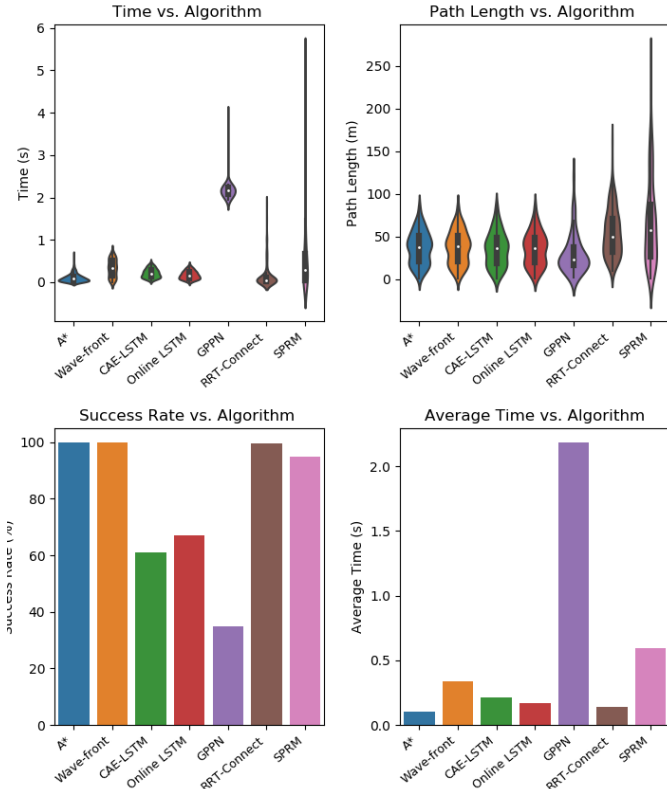 Time vs. Algorithm
Time (s)
6
5
4
3
2
1
0
A*
Wave-front
CAE-LSTM
Online LSTM
GPPN
RRT-Connect
SPRM
Path Length vs. Algorithm
Path Length (m)
250
200
150
100
50
0
A*
Wave-front
CAE-LSTM
Online LSTM
GPPN
RRT-Connect
SPRM
Success Rate vs. Algorithm
Success Rate (%)
100
80
60
40
20
0
A*
Wave-front
CAE-LSTM
Online LSTM
GPPN
RRT-Connect
SPRM
Average Time vs. Algorithm
Average Time (s)
2.0
1.5
1.0
0.5
0.0
A*
Wave-front
CAE-LSTM
Online LSTM
GPPN
RRT-Connect
SPRM